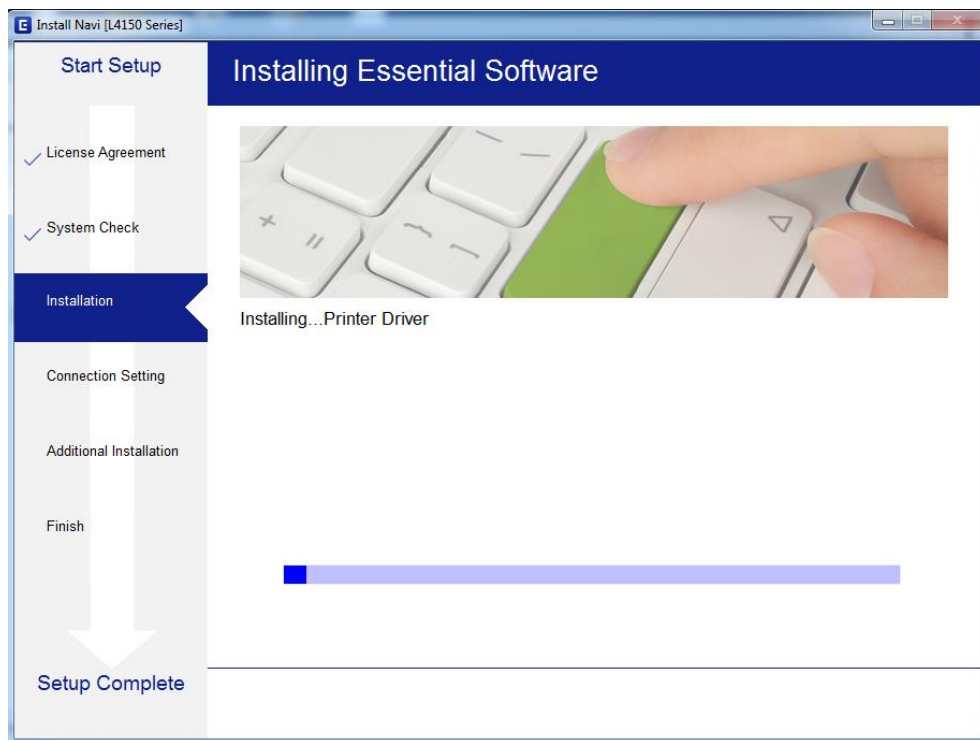 Install Navi [L4150 Series]
Start Setup
Installing Essential Software
License Agreement
System Check
Installation
Installing...Printer Driver
Connection Setting
Additional Installation
Finish
Setup Complete